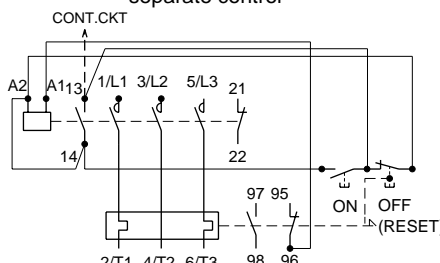 separate control
CONT.CKT
A2 A1 13 1/L1 3/L2 5/L3 21
14 22
97 95 ON OFF
(RESET)
2/T1 4/T2 6/T3 98 96